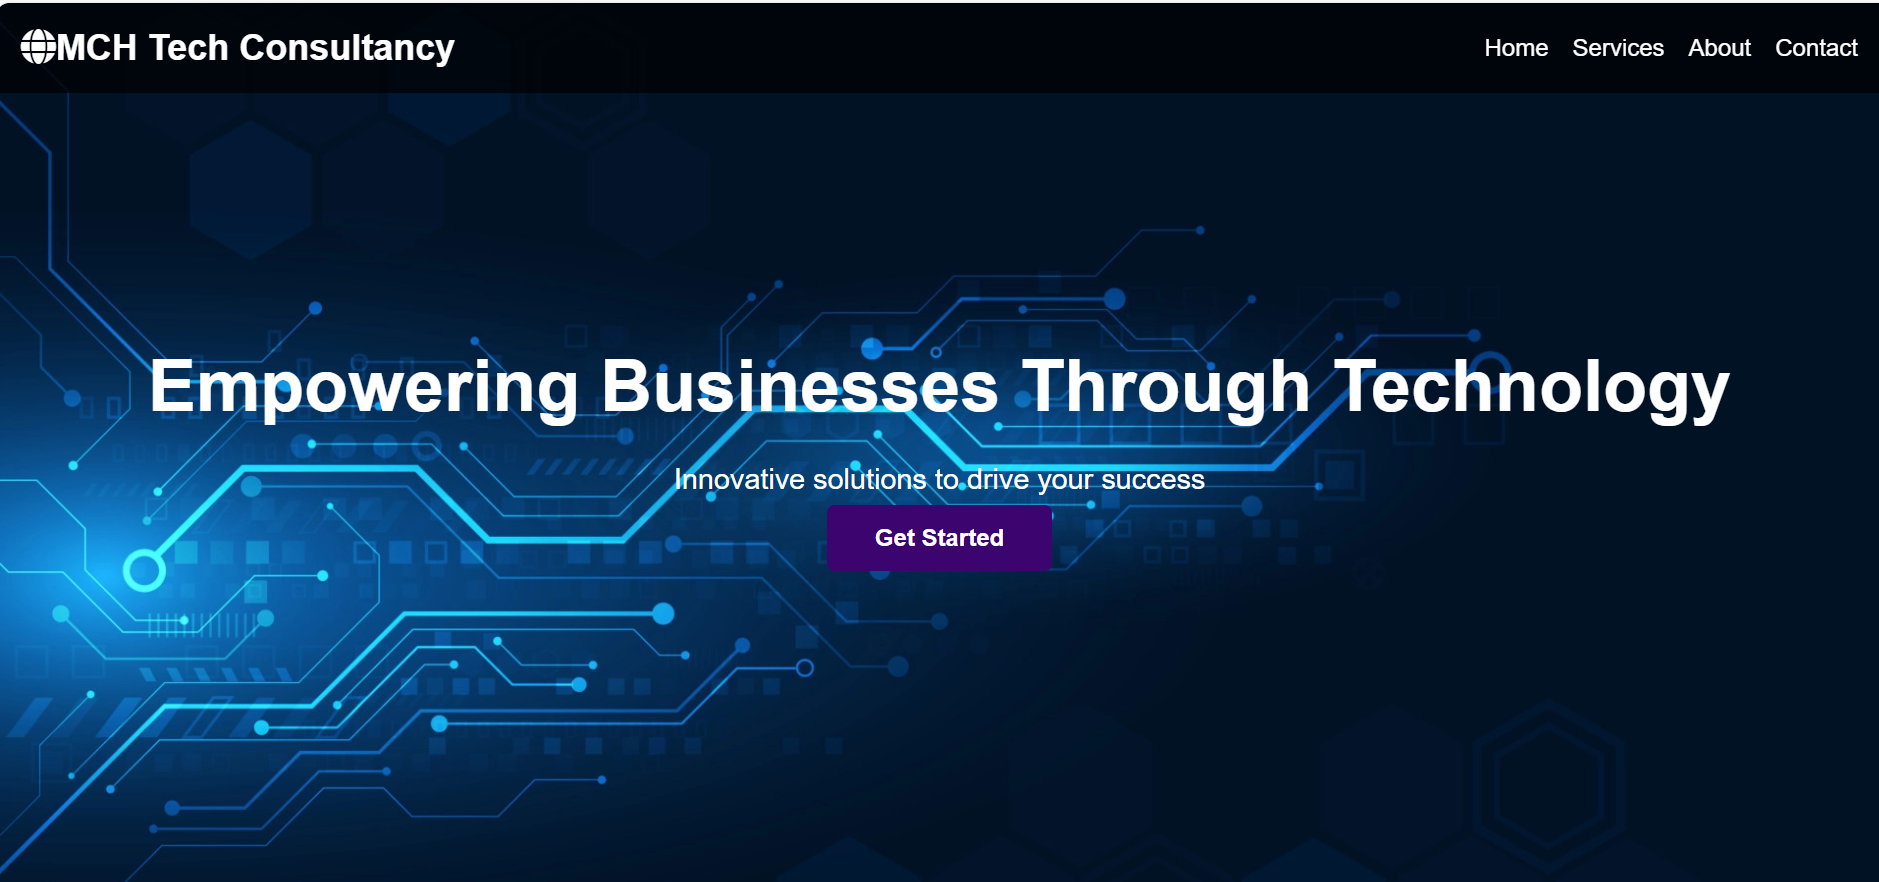 MCH Tech Consultancy
Home Services About Contact
Empowering Businesses Through Technology
Innovative solutions to drive your success
Get Started